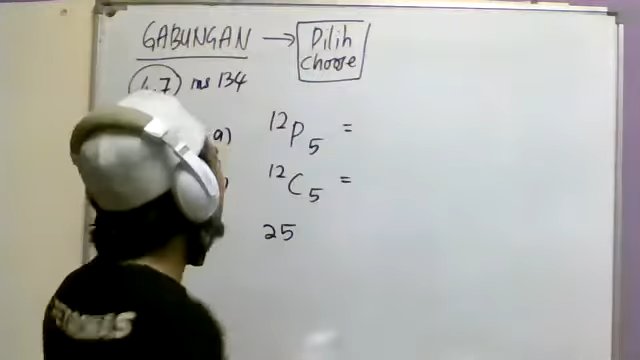 GABUNGAN → Pilih
choose
4.7 ms 134
a) ¹²P₅ =
¹²C₅ =
25